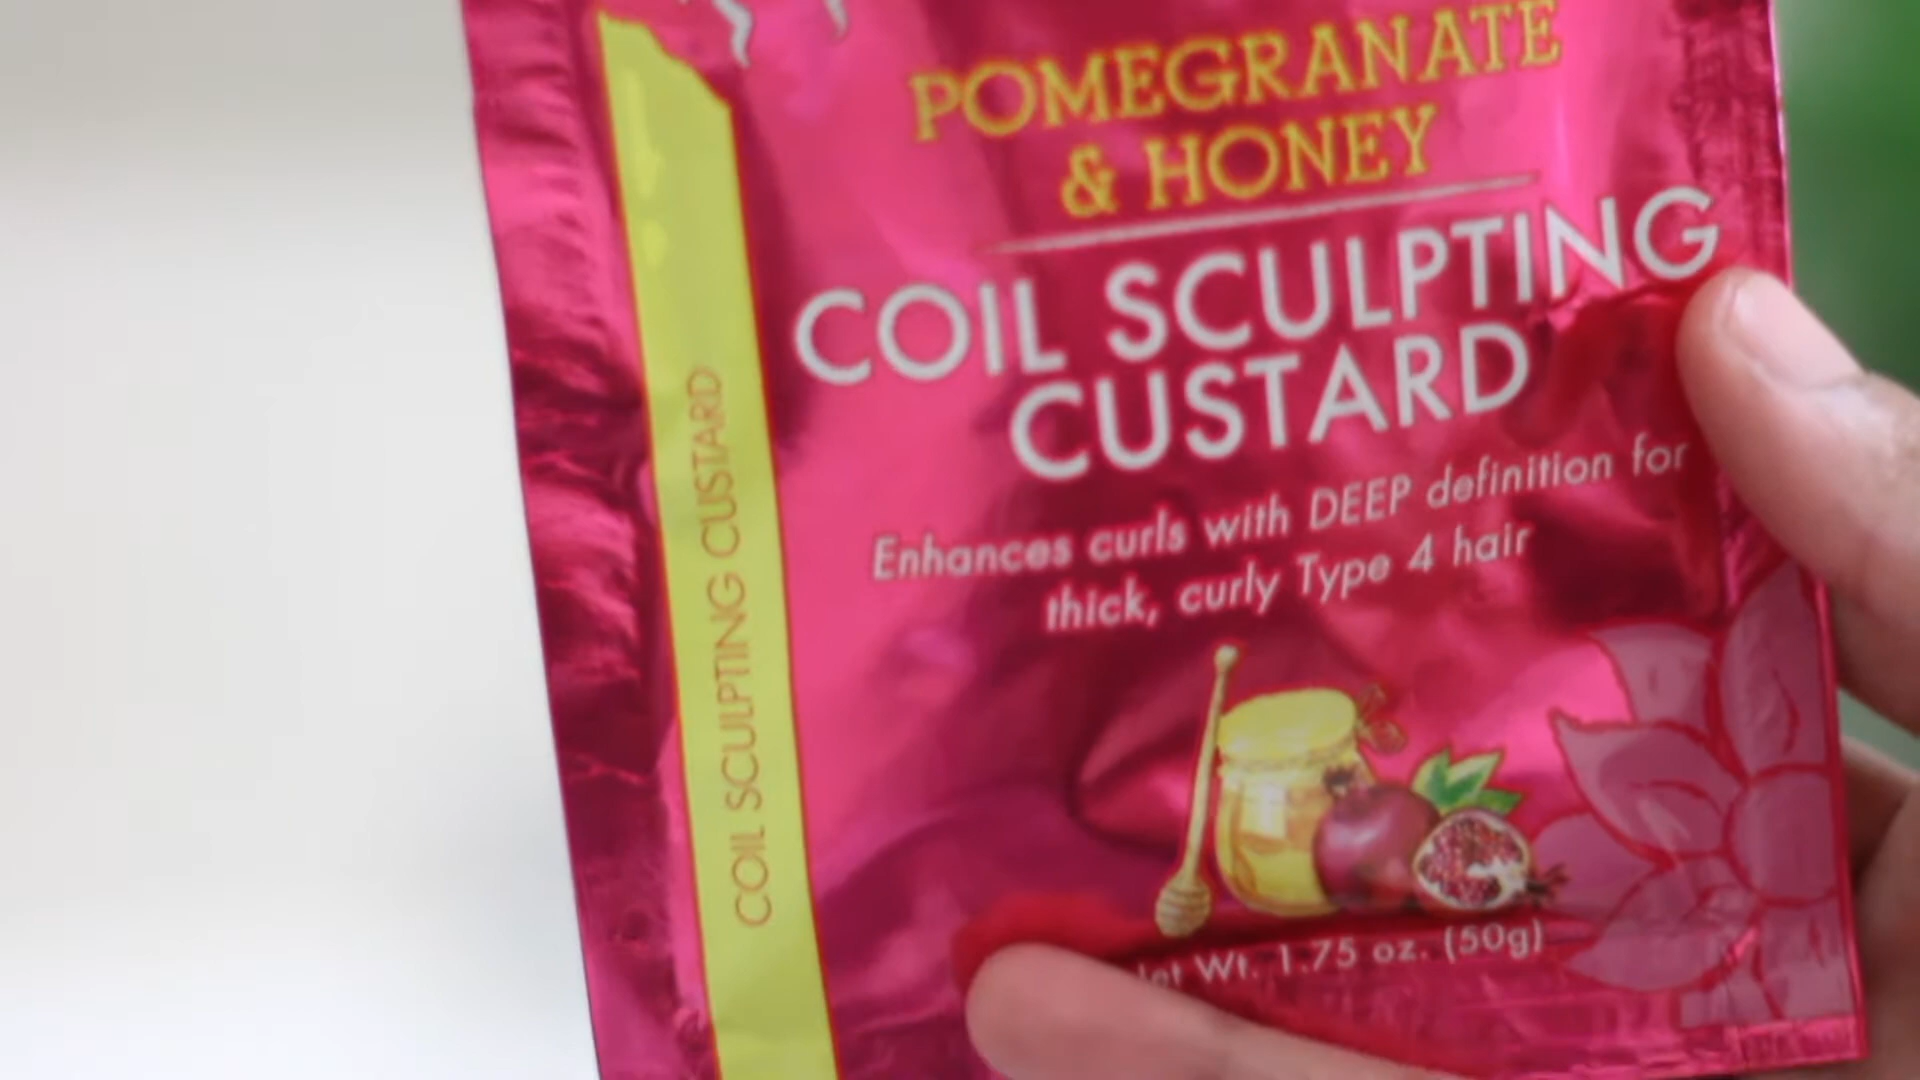 POMEGRANATE
& HONEY
COIL SCULPTING
CUSTARD
Enhances curls with DEEP definition for
thick, curly Type 4 hair
Wt. 1.75 oz. (50g)
COIL SCULPTING CUSTARD